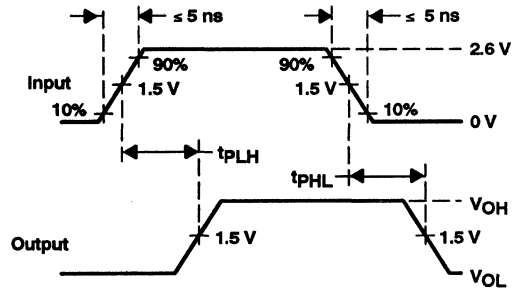 ≤ 5 ns ≤ 5 ns
2.6 V
90% 90%
Input 1.5 V 1.5 V
10% 10%
0 V
tPLH
tPHL
VOH
Output 1.5 V 1.5 V
VOL